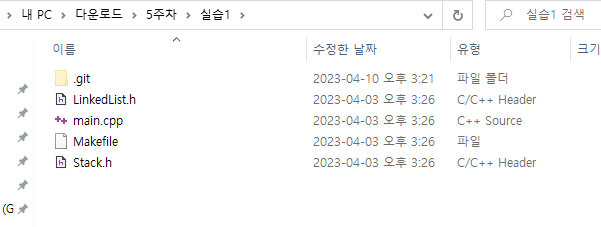 내 PC > 다운로드 > 5주차 > 실습1
실습1 검색
이름 수정한 날짜 유형 크기
.git 2023-04-10 오후 3:21 파일 폴더
LinkedList.h 2023-04-03 오후 3:26 C/C++ Header
main.cpp 2023-04-03 오후 3:26 C++ Source
Makefile 2023-04-03 오후 3:26 파일
Stack.h 2023-04-03 오후 3:26 C/C++ Header
(G